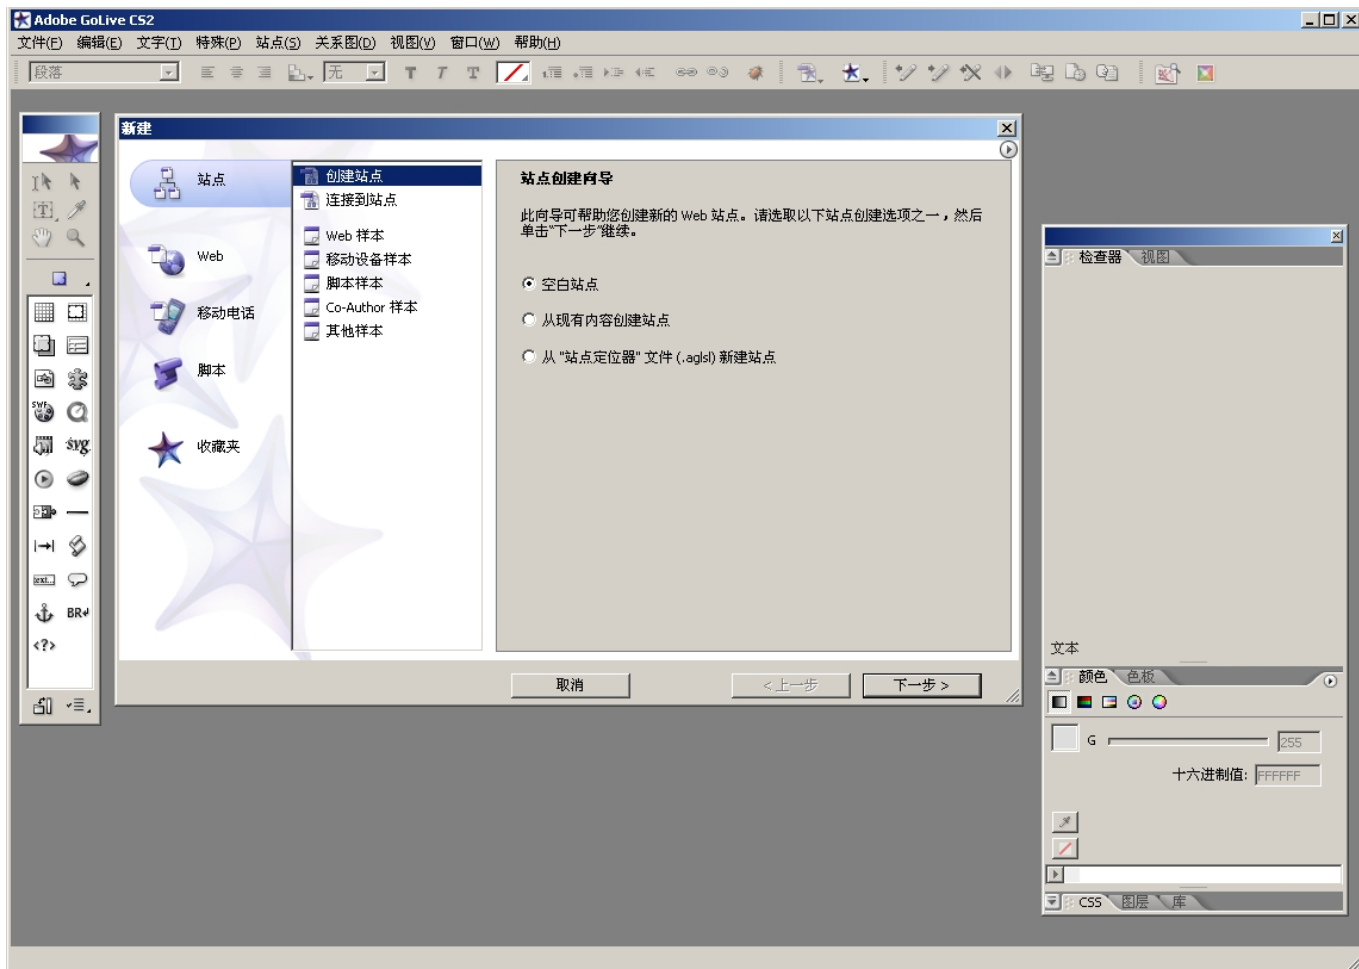 Adobe GoLive CS2
文件(F) 编辑(E) 文字(T) 特殊(P) 站点(S) 关系图(D) 视图(V) 窗口(W) 帮助(H)
段落 无
新建
站点
Web
移动电话
脚本
收藏夹
创建站点
连接到站点
Web 样本
移动设备样本
脚本样本
Co-Author 样本
其他样本
站点创建向导
此向导可帮助您创建新的 Web 站点。请选取以下站点创建选项之一，然后
单击“下一步”继续。
空白站点
从现有内容创建站点
从 "站点定位器" 文件 (.aglsl) 新建站点
取消
<上一步
下一步 >
SWF
svg
text...
BR
<?>
检查器 视图
文本
颜色 色板
G 255
十六进制值: FFFFFF
CSS 图层 库